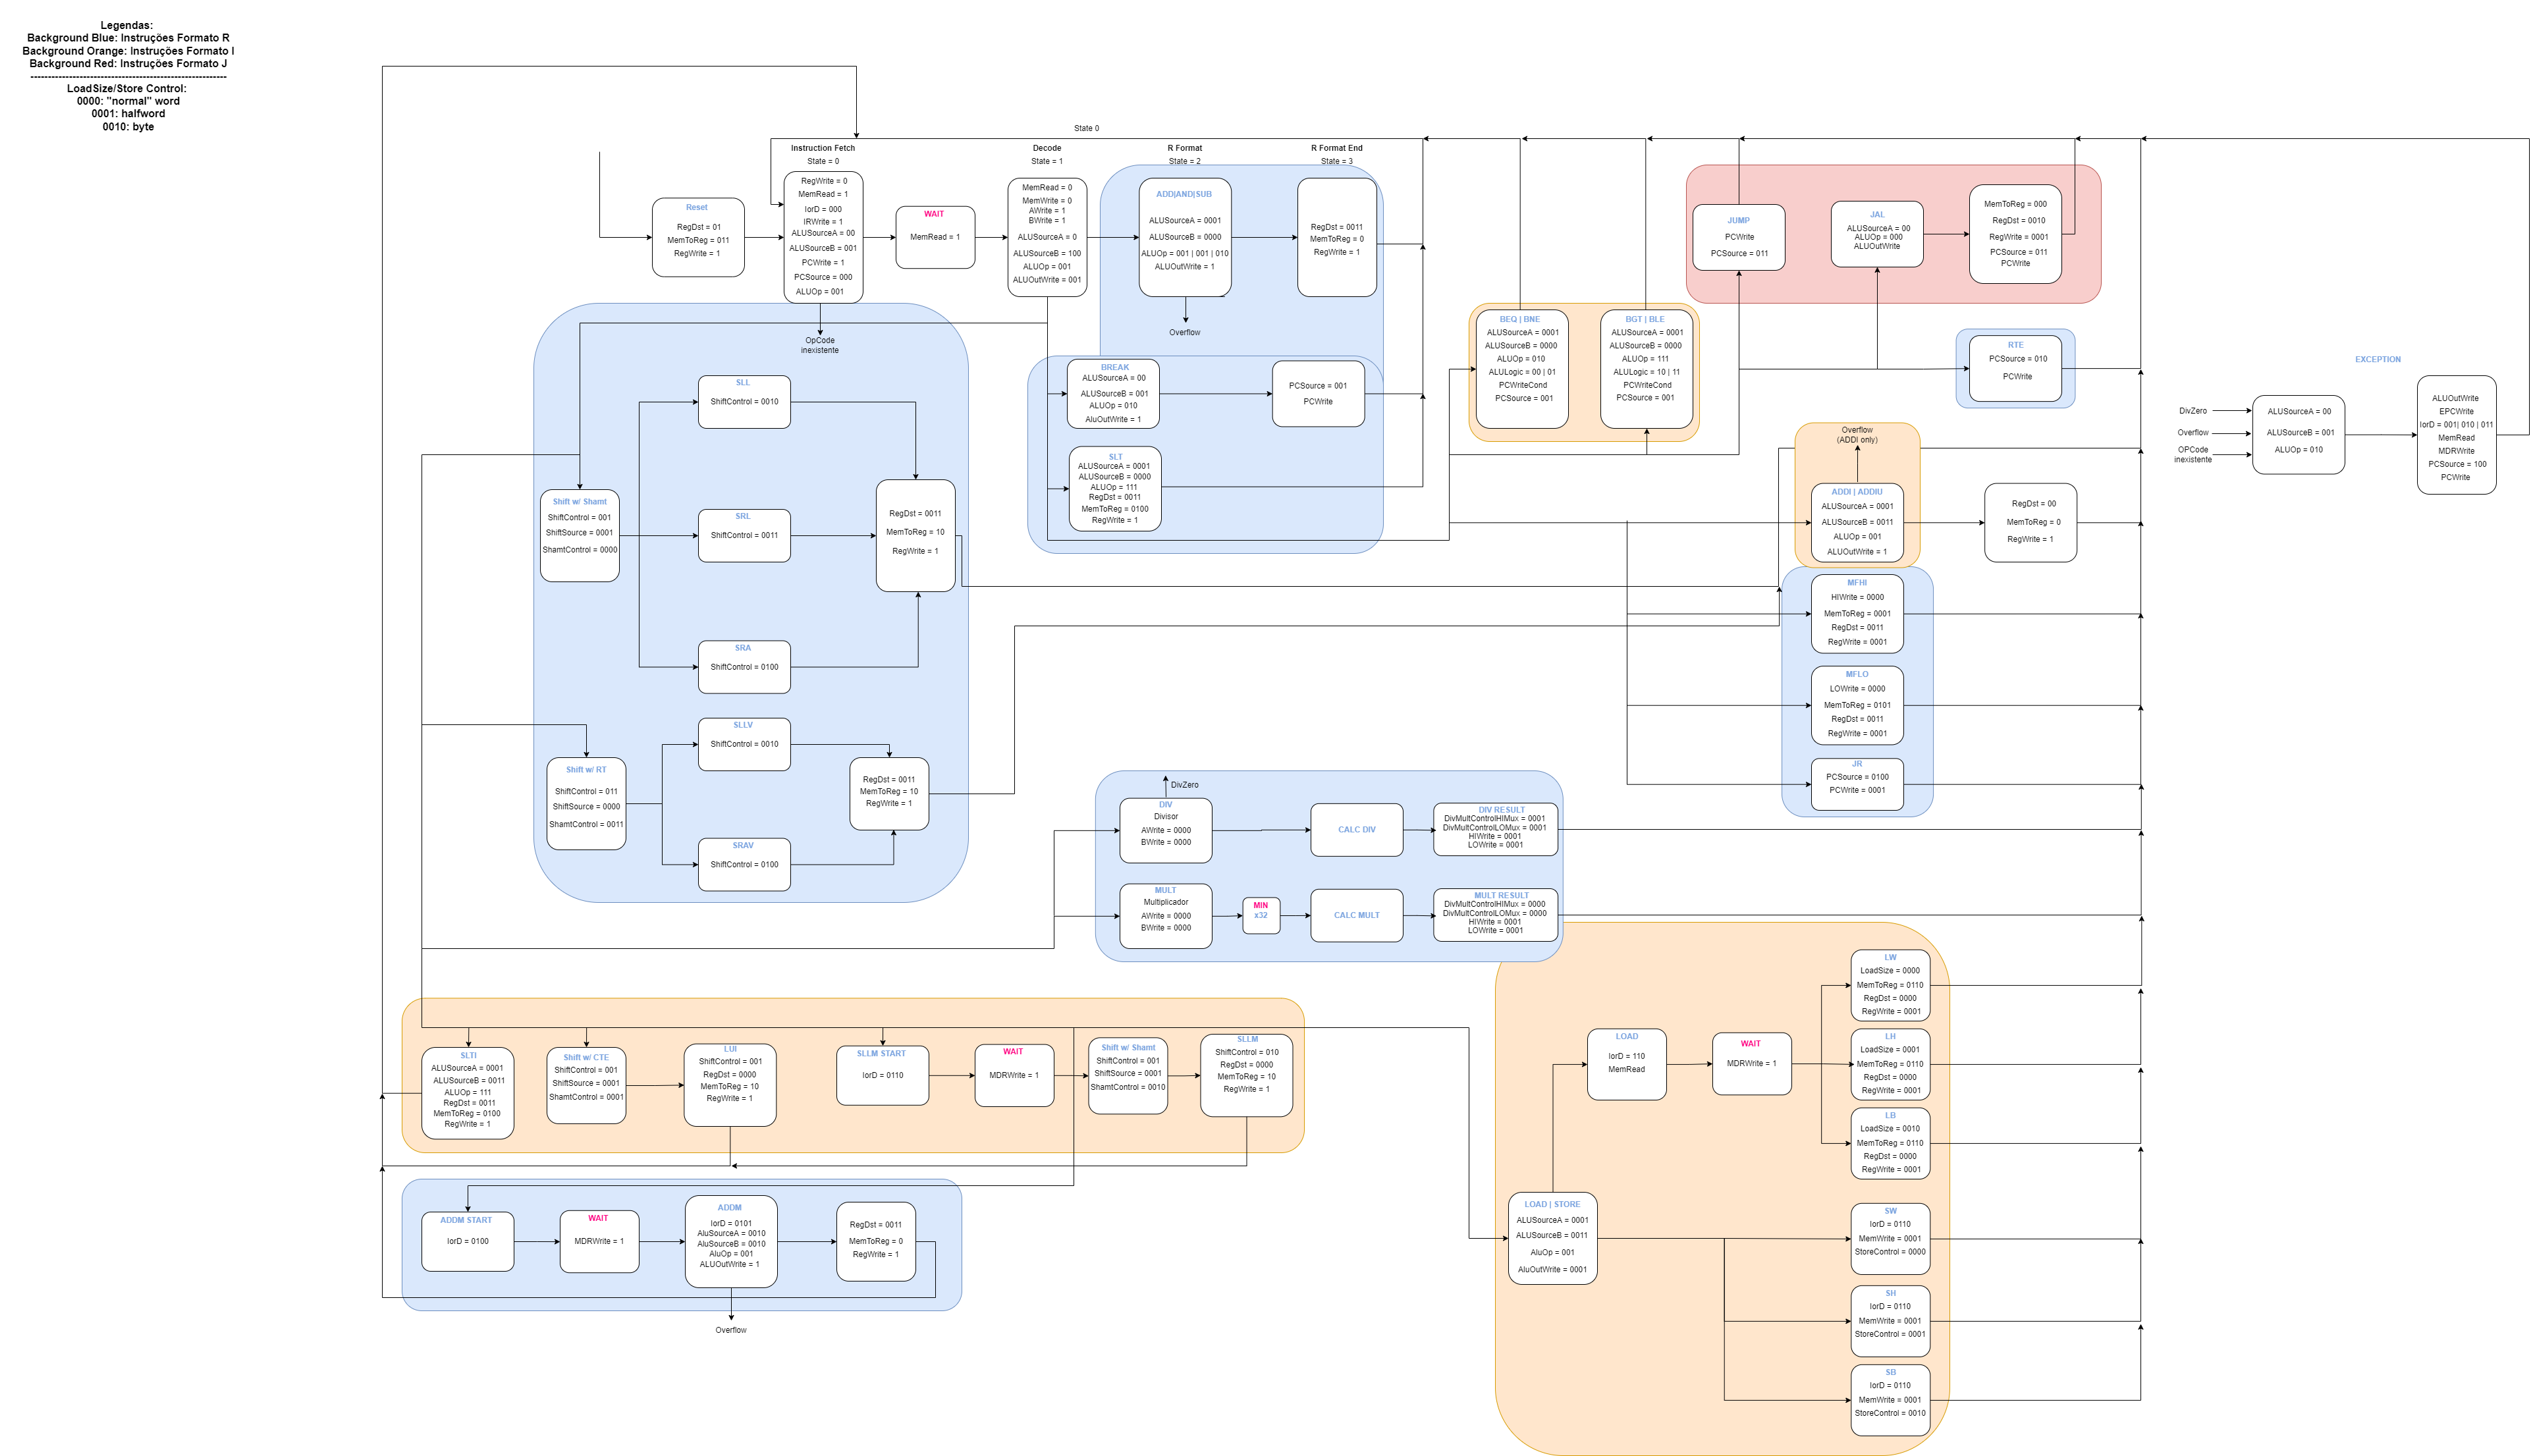 Legendas:
Background Blue: Instruções Formato R
Background Orange: Instruções Formato I
Background Red: Instruções Formato J
--------------------------------------------------------
LoadSize/Store Control:
0000: "normal" word
0001: halfword
0010: byte
State 0
Instruction Fetch
State = 0
Decode
State = 1
R Format
State = 2
R Format End
State = 3
Reset
RegDst = 01
MemToReg = 011
RegWrite = 1
RegWrite = 0
MemRead = 1
IorD = 000
IRWrite = 1
ALUSourceA = 00
ALUSourceB = 001
PCWrite = 1
PCSource = 000
ALUOp = 001
WAIT
MemRead = 1
MemRead = 0
MemWrite = 0
AWrite = 1
BWrite = 1
ALUSourceA = 0
ALUSourceB = 100
ALUOp = 001
ALUOutWrite = 001
ADD|AND|SUB
ALUSourceA = 0001
ALUSourceB = 0000
ALUOp = 001 | 001 | 010
ALUOutWrite = 1
Overflow
RegDst = 0011
MemToReg = 0
RegWrite = 1
JUMP
PCWrite
PCSource = 011
JAL
ALUSourceA = 00
ALUOp = 000
ALUOutWrite
MemToReg = 000
RegDst = 0010
RegWrite = 0001
PCSource = 011
PCWrite
OpCode
inexistente
BREAK
ALUSourceA = 00
ALUSourceB = 001
ALUOp = 010
AluOutWrite = 1
PCSource = 001
PCWrite
SLT
ALUSourceA = 0001
ALUSourceB = 0000
ALUOp = 111
RegDst = 0011
MemToReg = 0100
RegWrite = 1
BEQ | BNE
ALUSourceA = 0001
ALUSourceB = 0000
ALUOp = 010
ALULogic = 00 | 01
PCWriteCond
PCSource = 001
BGT | BLE
ALUSourceA = 0001
ALUSourceB = 0000
ALUOp = 111
ALULogic = 10 | 11
PCWriteCond
PCSource = 001
RTE
PCSource = 010
PCWrite
EXCEPTION
DivZero
Overflow
OPCode
inexistente
ALUSourceA = 00
ALUSourceB = 001
ALUOp = 010
ALUOutWrite
EPCWrite
IorD = 001| 010 | 011
MemRead
MDRWrite
PCSource = 100
PCWrite
Overflow
(ADDI only)
ADDI | ADDIU
ALUSourceA = 0001
ALUSourceB = 0011
ALUOp = 001
ALUOutWrite = 1
RegDst = 00
MemToReg = 0
RegWrite = 1
Shift w/ Shamt
ShiftControl = 001
ShiftSource = 0001
ShamtControl = 0000
SLL
ShiftControl = 0010
SRL
ShiftControl = 0011
SRA
ShiftControl = 0100
RegDst = 0011
MemToReg = 10
RegWrite = 1
MFHI
HIWrite = 0000
MemToReg = 0001
RegDst = 0011
RegWrite = 0001
MFLO
LOWrite = 0000
MemToReg = 0101
RegDst = 0011
RegWrite = 0001
JR
PCSource = 0100
PCWrite = 0001
Shift w/ RT
ShiftControl = 011
ShiftSource = 0000
ShamtControl = 0011
SLLV
ShiftControl = 0010
SRAV
ShiftControl = 0100
RegDst = 0011
MemToReg = 10
RegWrite = 1
DivZero
DIV
Divisor
AWrite = 0000
BWrite = 0000
CALC DIV
DIV RESULT
DivMultControlHIMux = 0001
DivMultControlLOMux = 0001
HIWrite = 0001
LOWrite = 0001
MULT
Multiplicador
AWrite = 0000
BWrite = 0000
MIN
x32
CALC MULT
MULT RESULT
DivMultControlHIMux = 0000
DivMultControlLOMux = 0000
HIWrite = 0001
LOWrite = 0001
SLTI
ALUSourceA = 0001
ALUSourceB = 0011
ALUOp = 111
RegDst = 0011
MemToReg = 0100
RegWrite = 1
Shift w/ CTE
ShiftControl = 001
ShiftSource = 0001
ShamtControl = 0001
LUI
ShiftControl = 001
RegDst = 0000
MemToReg = 10
RegWrite = 1
SLLM START
IorD = 0110
WAIT
MDRWrite = 1
Shift w/ Shamt
ShiftControl = 001
ShiftSource = 0001
ShamtControl = 0010
SLLM
ShiftControl = 010
RegDst = 0000
MemToReg = 10
RegWrite = 1
ADDM START
IorD = 0100
WAIT
MDRWrite = 1
ADDM
IorD = 0101
AluSourceA = 0010
AluSourceB = 0010
AluOp = 001
ALUOutWrite = 1
Overflow
RegDst = 0011
MemToReg = 0
RegWrite = 1
LOAD | STORE
ALUSourceA = 0001
ALUSourceB = 0011
AluOp = 001
AluOutWrite = 0001
LOAD
IorD = 110
MemRead
WAIT
MDRWrite = 1
LW
LoadSize = 0000
MemToReg = 0110
RegDst = 0000
RegWrite = 0001
LH
LoadSize = 0001
MemToReg = 0110
RegDst = 0000
RegWrite = 0001
LB
LoadSize = 0010
MemToReg = 0110
RegDst = 0000
RegWrite = 0001
SW
IorD = 0110
MemWrite = 0001
StoreControl = 0000
SH
IorD = 0110
MemWrite = 0001
StoreControl = 0001
SB
IorD = 0110
MemWrite = 0001
StoreControl = 0010